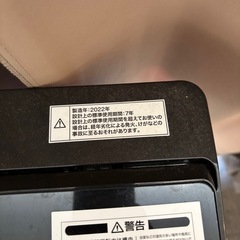 製造年:2022年
設計上の標準使用期間:7年
設計上の標準使用期間を超えてお使いの
場合は、経年劣化による発火、けがなどの
事故に至るおそれがあります。
警告